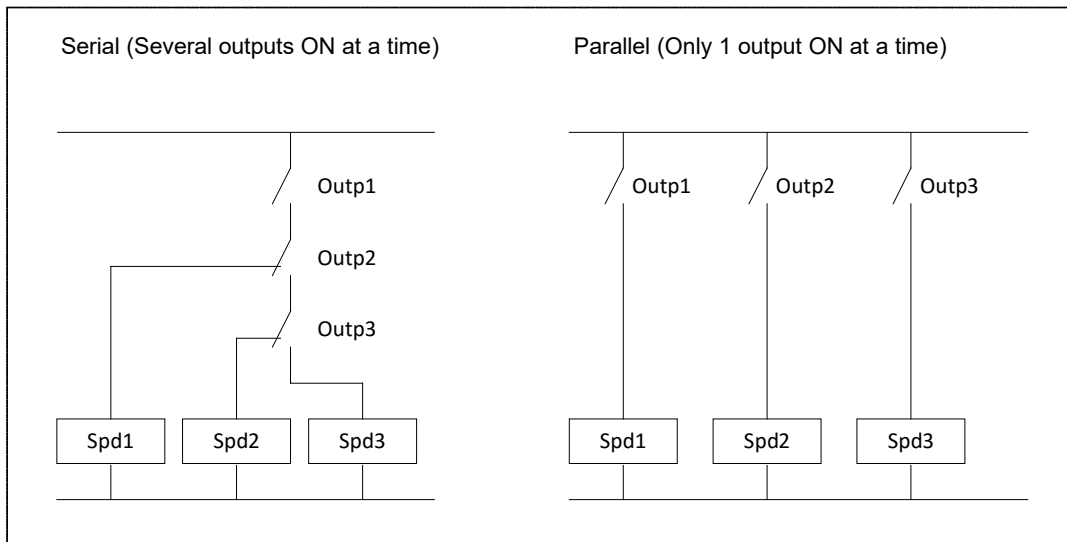 Serial (Several outputs ON at a time)
Outp1
Outp2
Outp3
Spd1
Spd2
Spd3
Parallel (Only 1 output ON at a time)
Outp1
Outp2
Outp3
Spd1
Spd2
Spd3